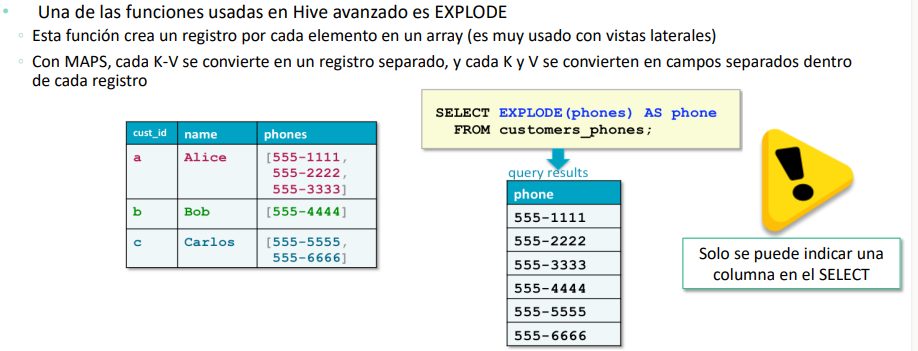 Una de las funciones usadas en Hive avanzado es EXPLODE
Esta función crea un registro por cada elemento en un array (es muy usado con vistas laterales)
Con MAPS, cada K-V se convierte en un registro separado, y cada K y V se convierten en campos separados dentro
de cada registro
cust_id name phones
a Alice [555-1111,
555-2222,
555-3333]
b Bob [555-4444]
c Carlos [555-5555,
555-6666]
SELECT EXPLODE(phones) AS phone
FROM customers_phones;
query results
phone
555-1111
555-2222
555-3333
555-4444
555-5555
555-6666
Solo se puede indicar una
columna en el SELECT